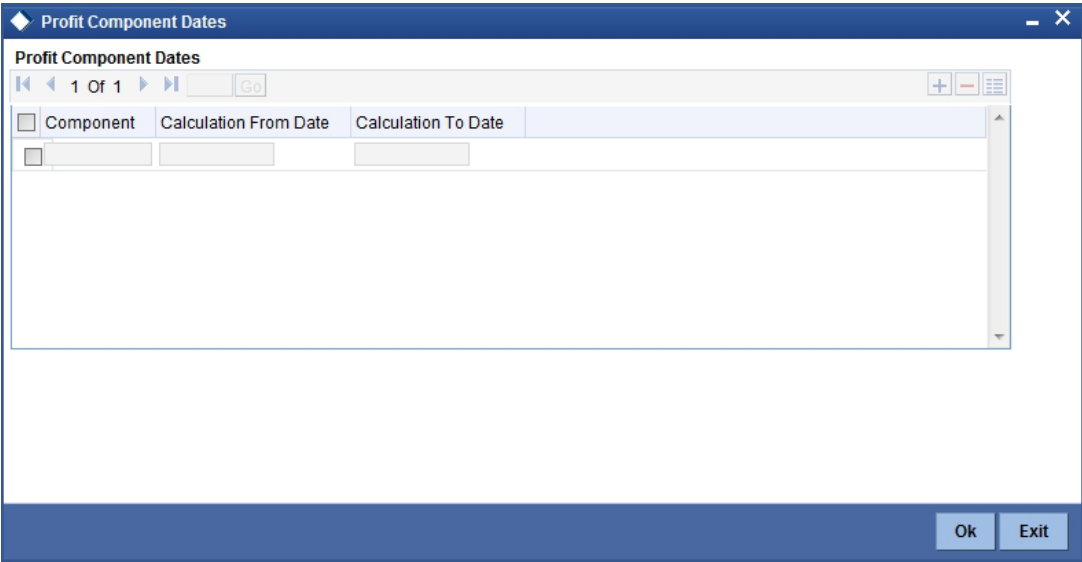 Profit Component Dates
Profit Component Dates
1 Of 1 Go
Component Calculation From Date Calculation To Date
Ok Exit